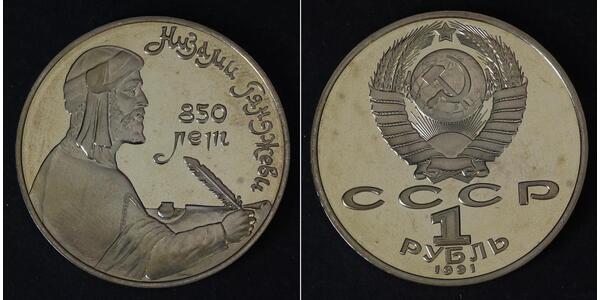 Низами Гянджеви
850
лет
СССР
1
РУБЛЬ
1991